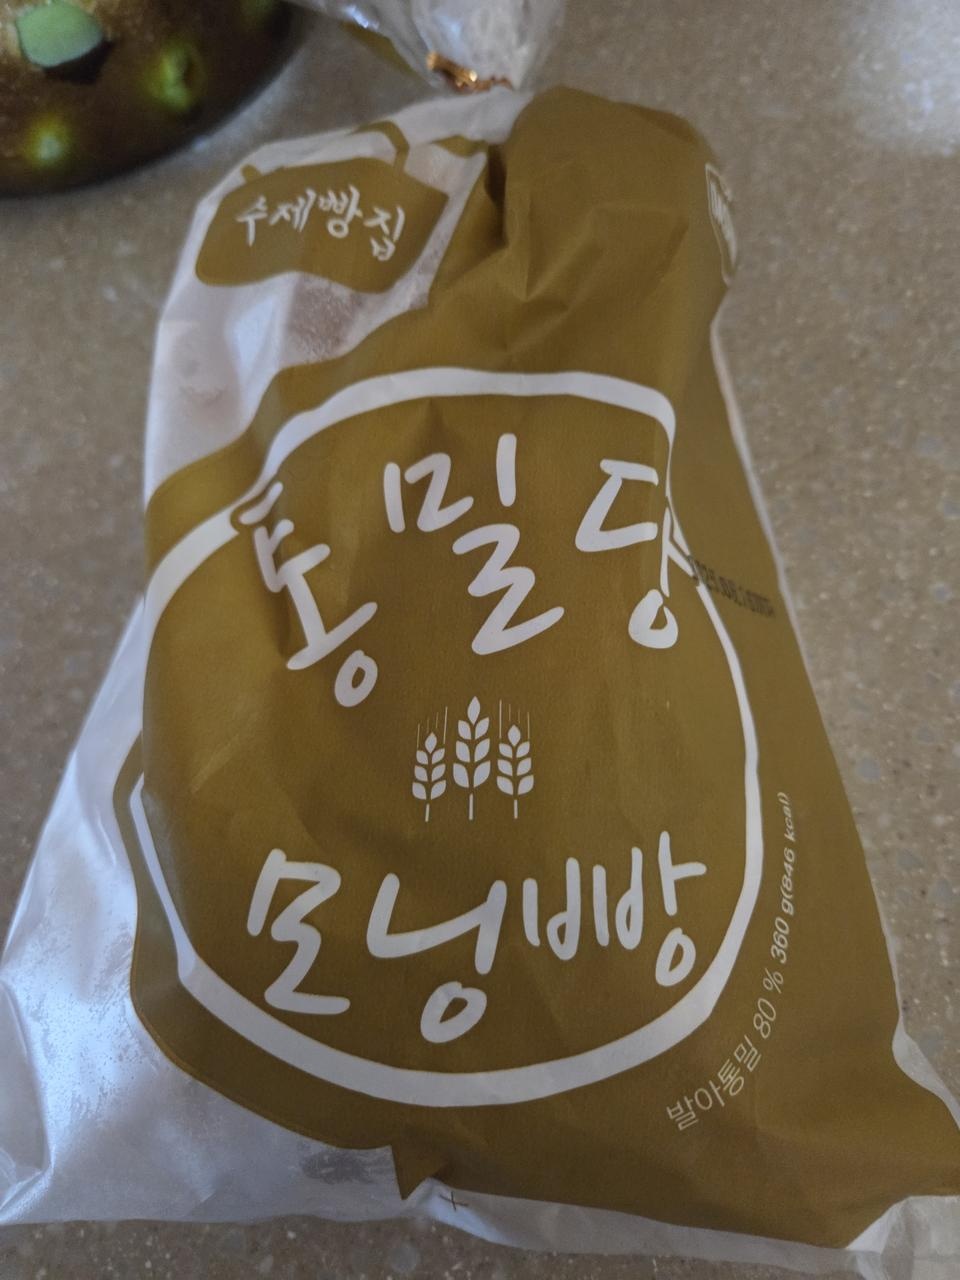 수제빵집
통밀당
모닝빵
발아통밀 80 % 360 g(846 kcal)